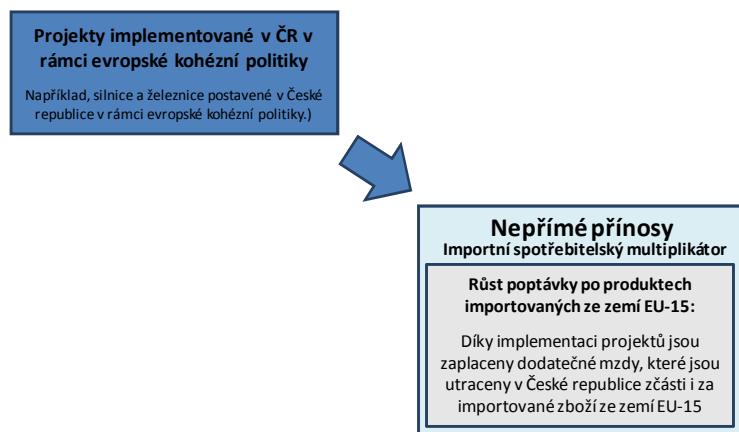 Projekty implementované v ČR v
rámci evropské kohézní politiky
Například, silnice a železnice postavené v České
republice v rámci evropské kohézní politiky.)
Nepřímé přínosy
Importní spotřebitelský multiplikátor
Růst poptávky po produktech
importovaných ze zemí EU-15:
Díky implementaci projektů jsou
zaplaceny dodatečné mzdy, které jsou
utraceny v České republice zčásti i za
importované zboží ze zemí EU-15